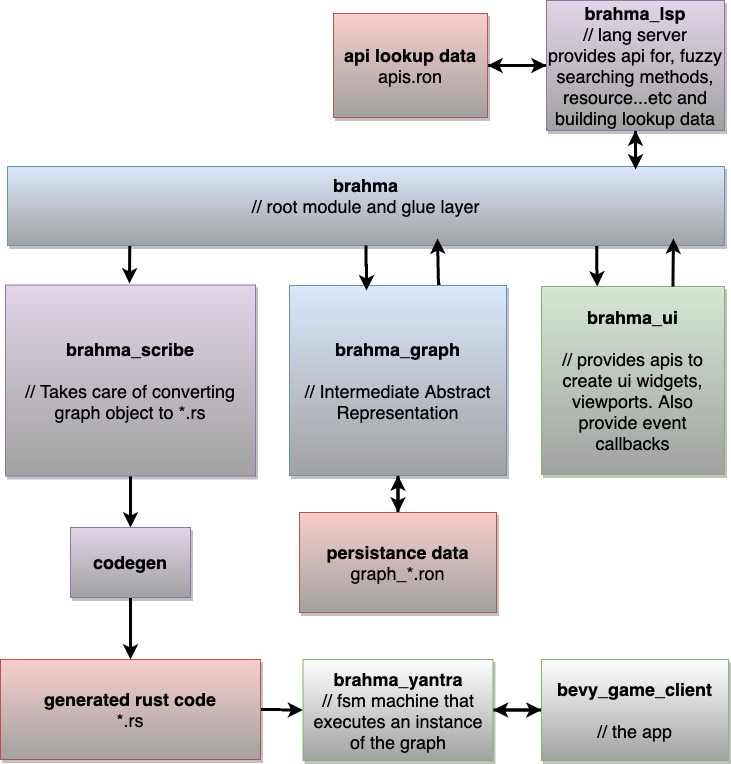 brahma_lsp
// lang server
provides api for, fuzzy
searching methods,
resource...etc and
building lookup data
api lookup data
apis.ron
brahma
// root module and glue layer
brahma_scribe
// Takes care of converting
graph object to *.rs
brahma_graph
// Intermediate Abstract
Representation
brahma_ui
// provides apis to
create ui widgets,
viewports. Also
provide event
callbacks
codegen
persistance data
graph_*.ron
generated rust code
*.rs
brahma_yantra
// fsm machine that
executes an instance
of the graph
bevy_game_client
// the app